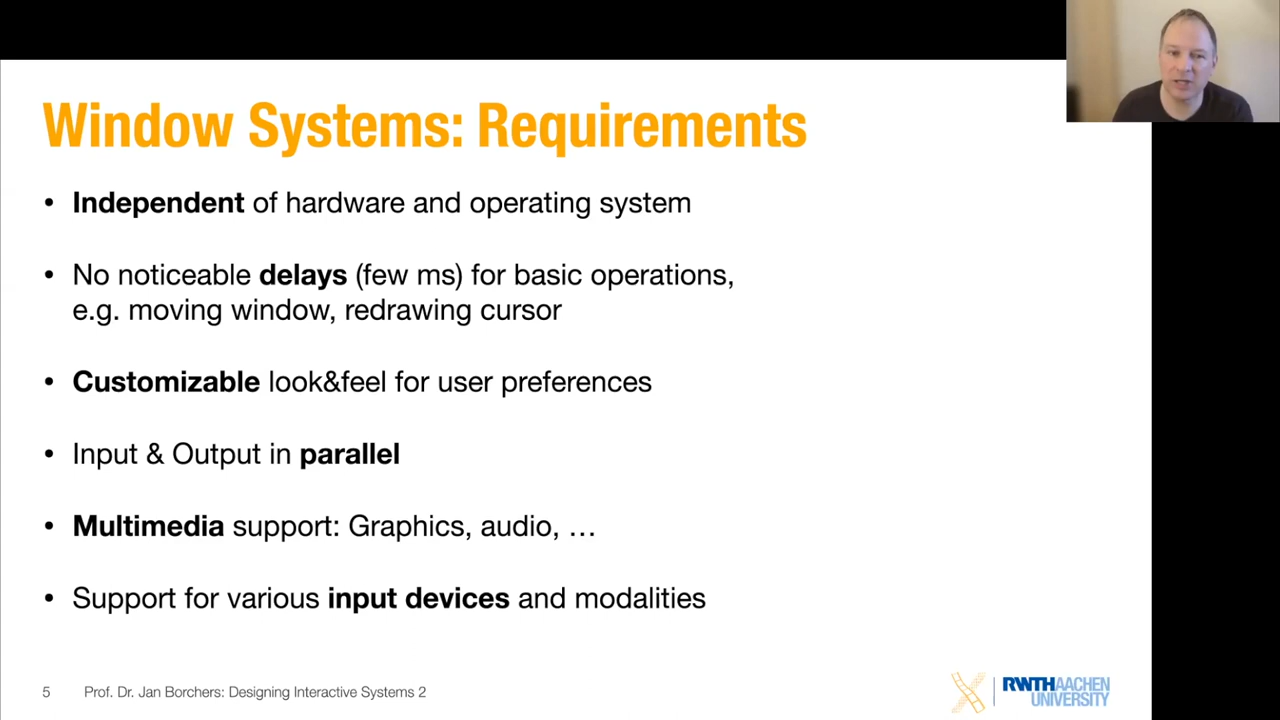 Window Systems: Requirements
• Independent of hardware and operating system
• No noticeable delays (few ms) for basic operations,
e.g. moving window, redrawing cursor
• Customizable look&feel for user preferences
• Input & Output in parallel
• Multimedia support: Graphics, audio, …
• Support for various input devices and modalities
5 Prof. Dr. Jan Borchers: Designing Interactive Systems 2
RWTHAACHEN
UNIVERSITY